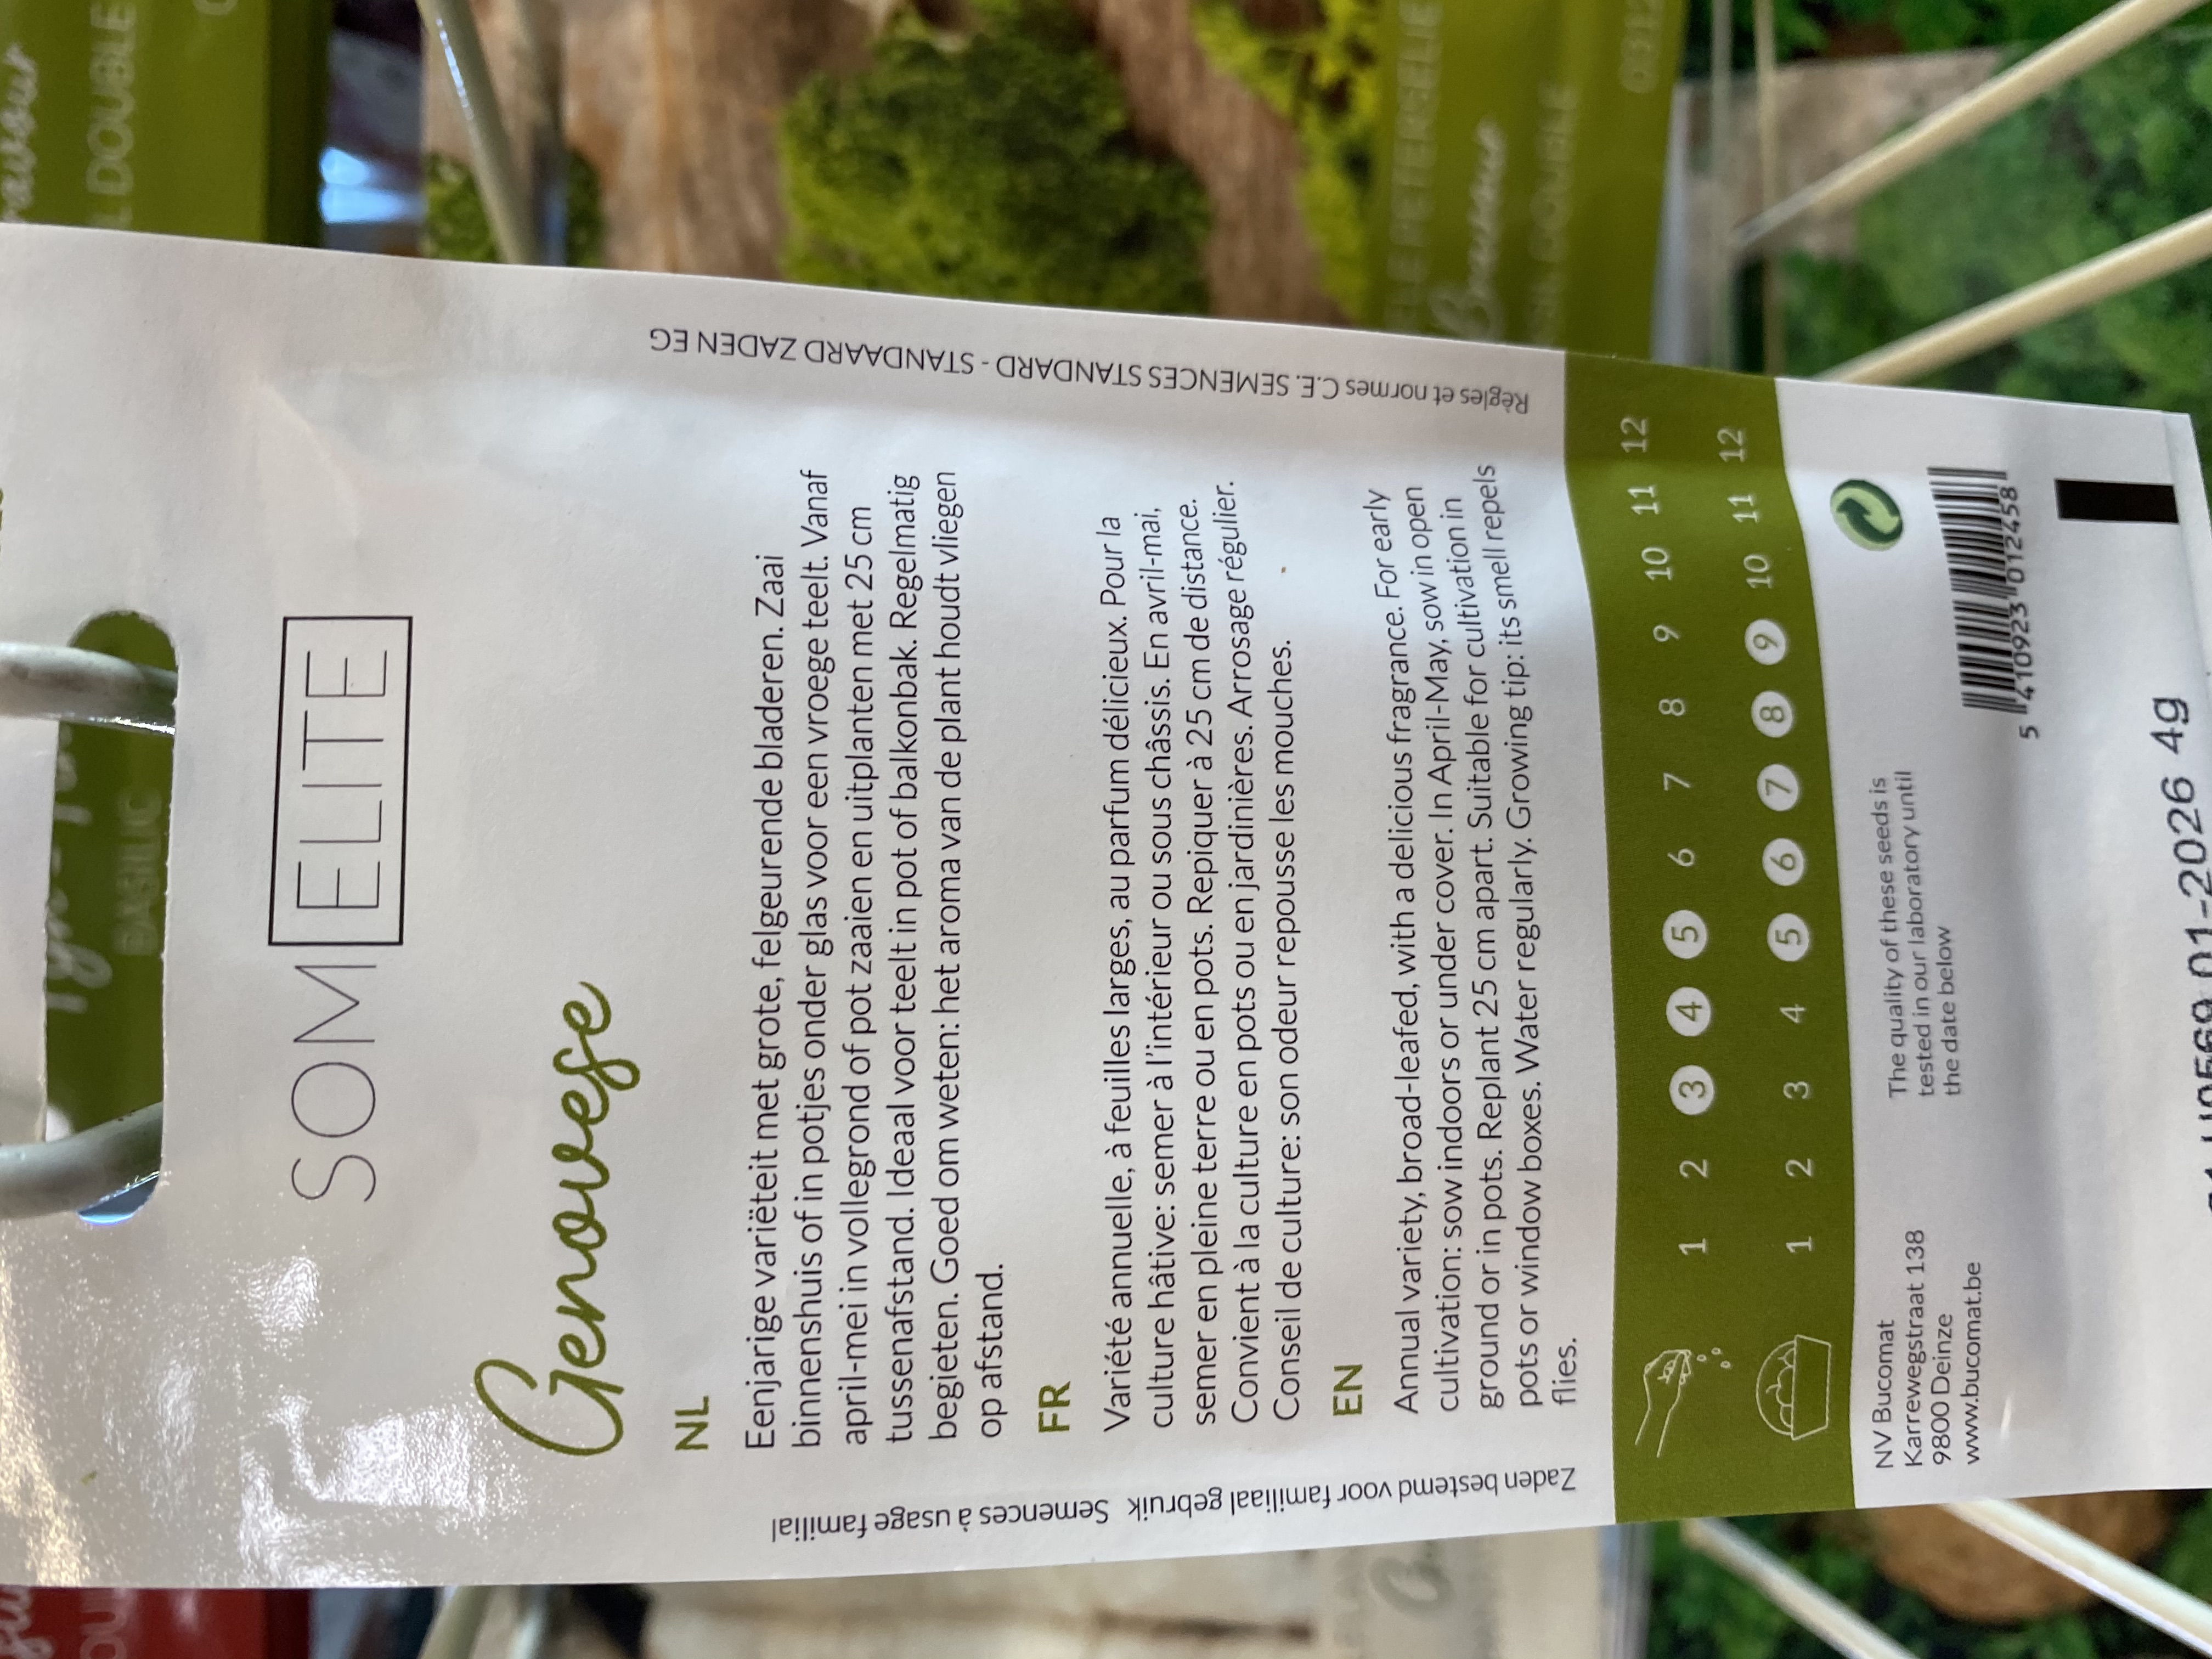 SOM ELITE
Genovese
NL
Eenjarige variëteit met grote, felgeurende bladeren. Zaai
binnenshuis of in potjes onder glas voor een vroege teelt. Vanaf
april-mei in vollegrond of pot zaaien en uitplanten met 25 cm
tussenafstand. Ideaal voor teelt in pot of balkonbak. Regelmatig
begieten. Goed om weten: het aroma van de plant houdt vliegen
op afstand.
FR
Variété annuelle, à feuilles larges, au parfum délicieux. Pour la
culture hâtive: semer à l'intérieur ou sous châssis. En avril-mai,
semer en pleine terre ou en pots. Repiquer à 25 cm de distance.
Convient à la culture en pots ou en jardinières. Arrosage régulier.
Conseil de culture: son odeur repousse les mouches.
EN
Annual variety, broad-leafed, with a delicious fragrance. For early
cultivation: sow indoors or under cover. In April-May, sow in open
ground or in pots. Replant 25 cm apart. Suitable for cultivation in
pots or window boxes. Water regularly. Growing tip: its smell repels
flies.
Zaden bestemd voor familiaal gebruik Semences à usage familial
Règles et normes C.E. SEMENCES STANDARD - STANDAARD ZADEN EG
1 2 3 4 5 6 7 8 9 10 11 12
1 2 3 4 5 6 7 8 9 10 11 12
NV Bucomat
Karrewegstraat 138
9800 Deinze
www.bucomat.be
The quality of these seeds is
tested in our laboratory until
the date below
5 410923 012458
01-2026 4g
BASILIC
DOUBLE
PETERSELIE